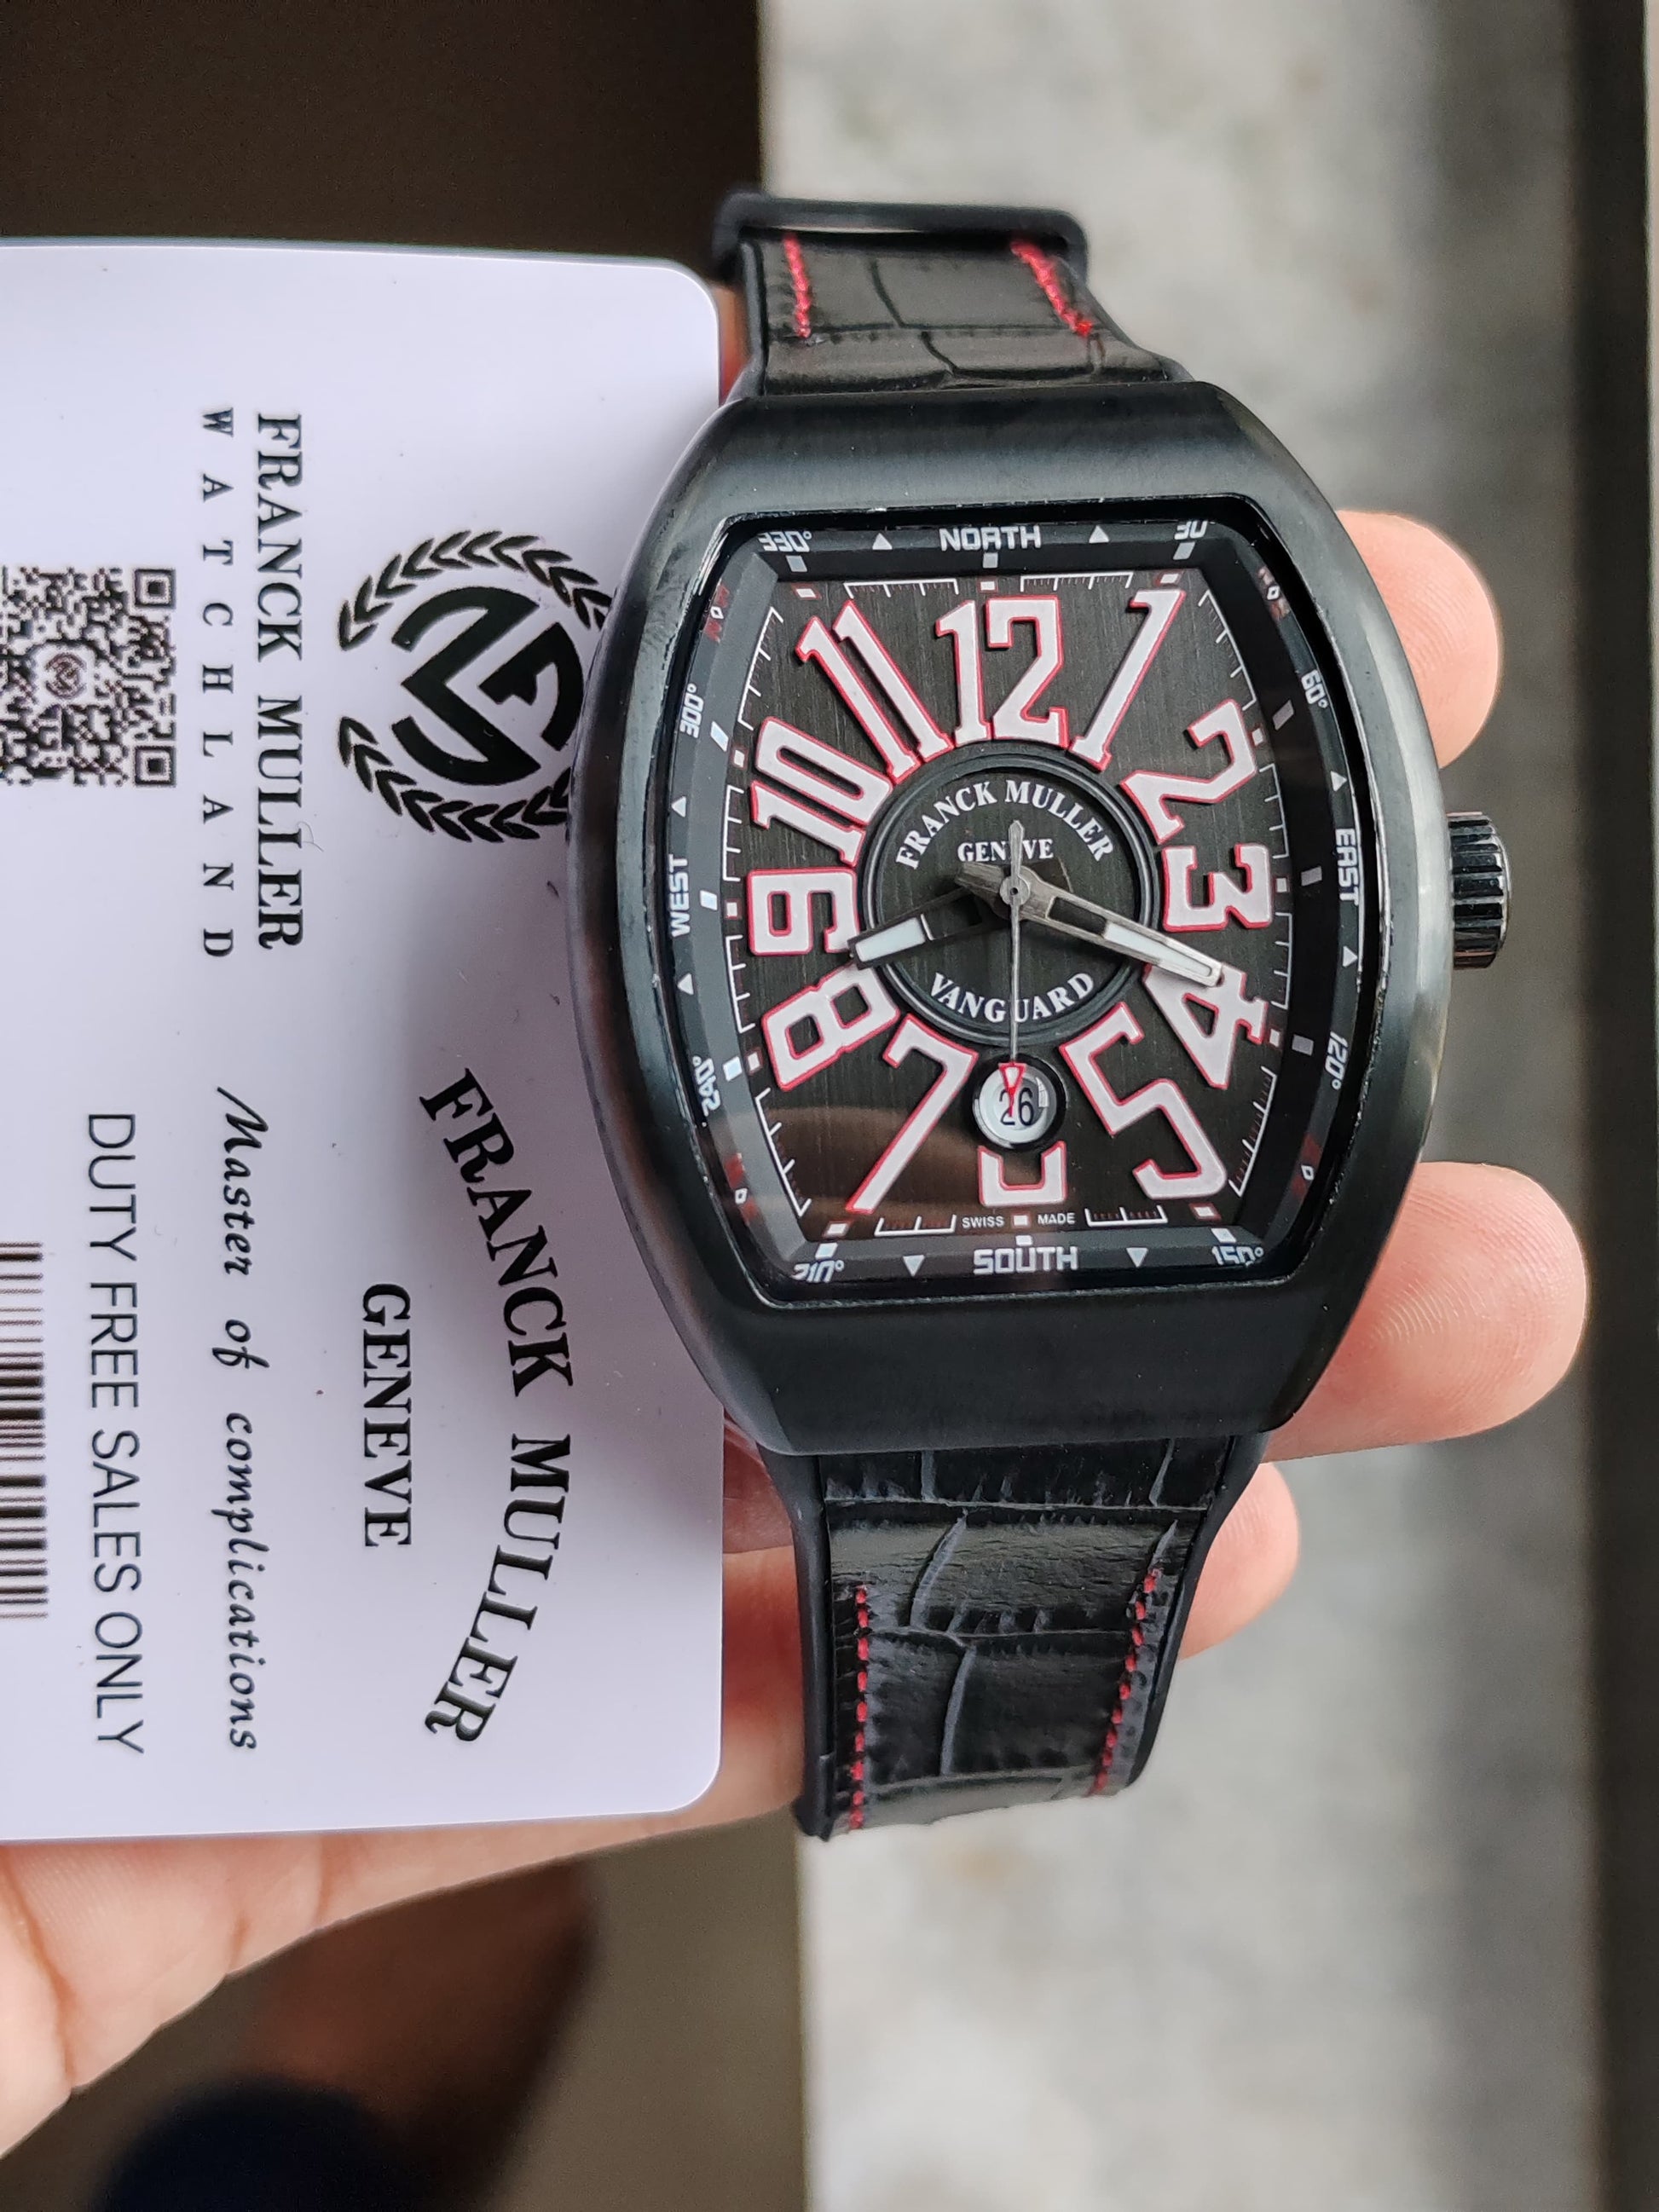 FRANCK MULLER
WATCHLAND
FRANCK MULLER
GENEVE
Master of complications
DUTY FREE SALES ONLY
330°
NORTH
30
60°
EAST
120°
150°
SOUTH
210°
240°
WEST
300°
11
12
1
10
2
9
3
8
4
7
5
FRANCK MULLER
GENEVE
VANGUARD
26
SWISS MADE